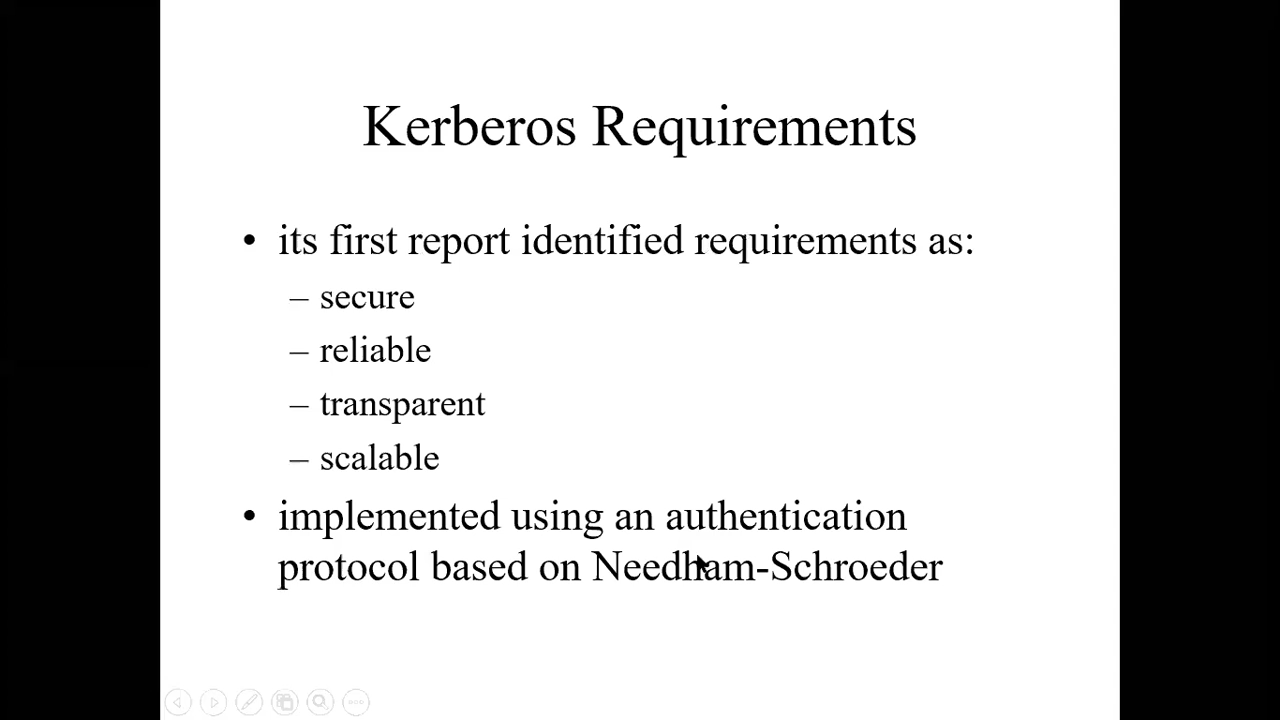 Kerberos Requirements
• its first report identified requirements as:
– secure
– reliable
– transparent
– scalable
• implemented using an authentication
protocol based on Needham-Schroeder